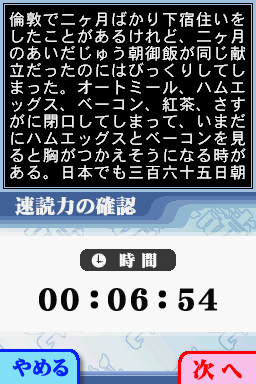 倫敦で二ヶ月ばかり下宿住いを
したことがあるけれど、二ヶ月
のあいだじゅう朝御飯が同じ献
立だったのにはびっくりしてし
まった。オートミール、ハムエ
ッグス、ベーコン、紅茶、さす
がに閉口してしまって、いまだ
にハムエッグスとベーコンを見
ると胸がつかえそうになる時が
ある。日本でも三百六十五日朝
速読力の確認
時間
00:06:54
やめる
次へ